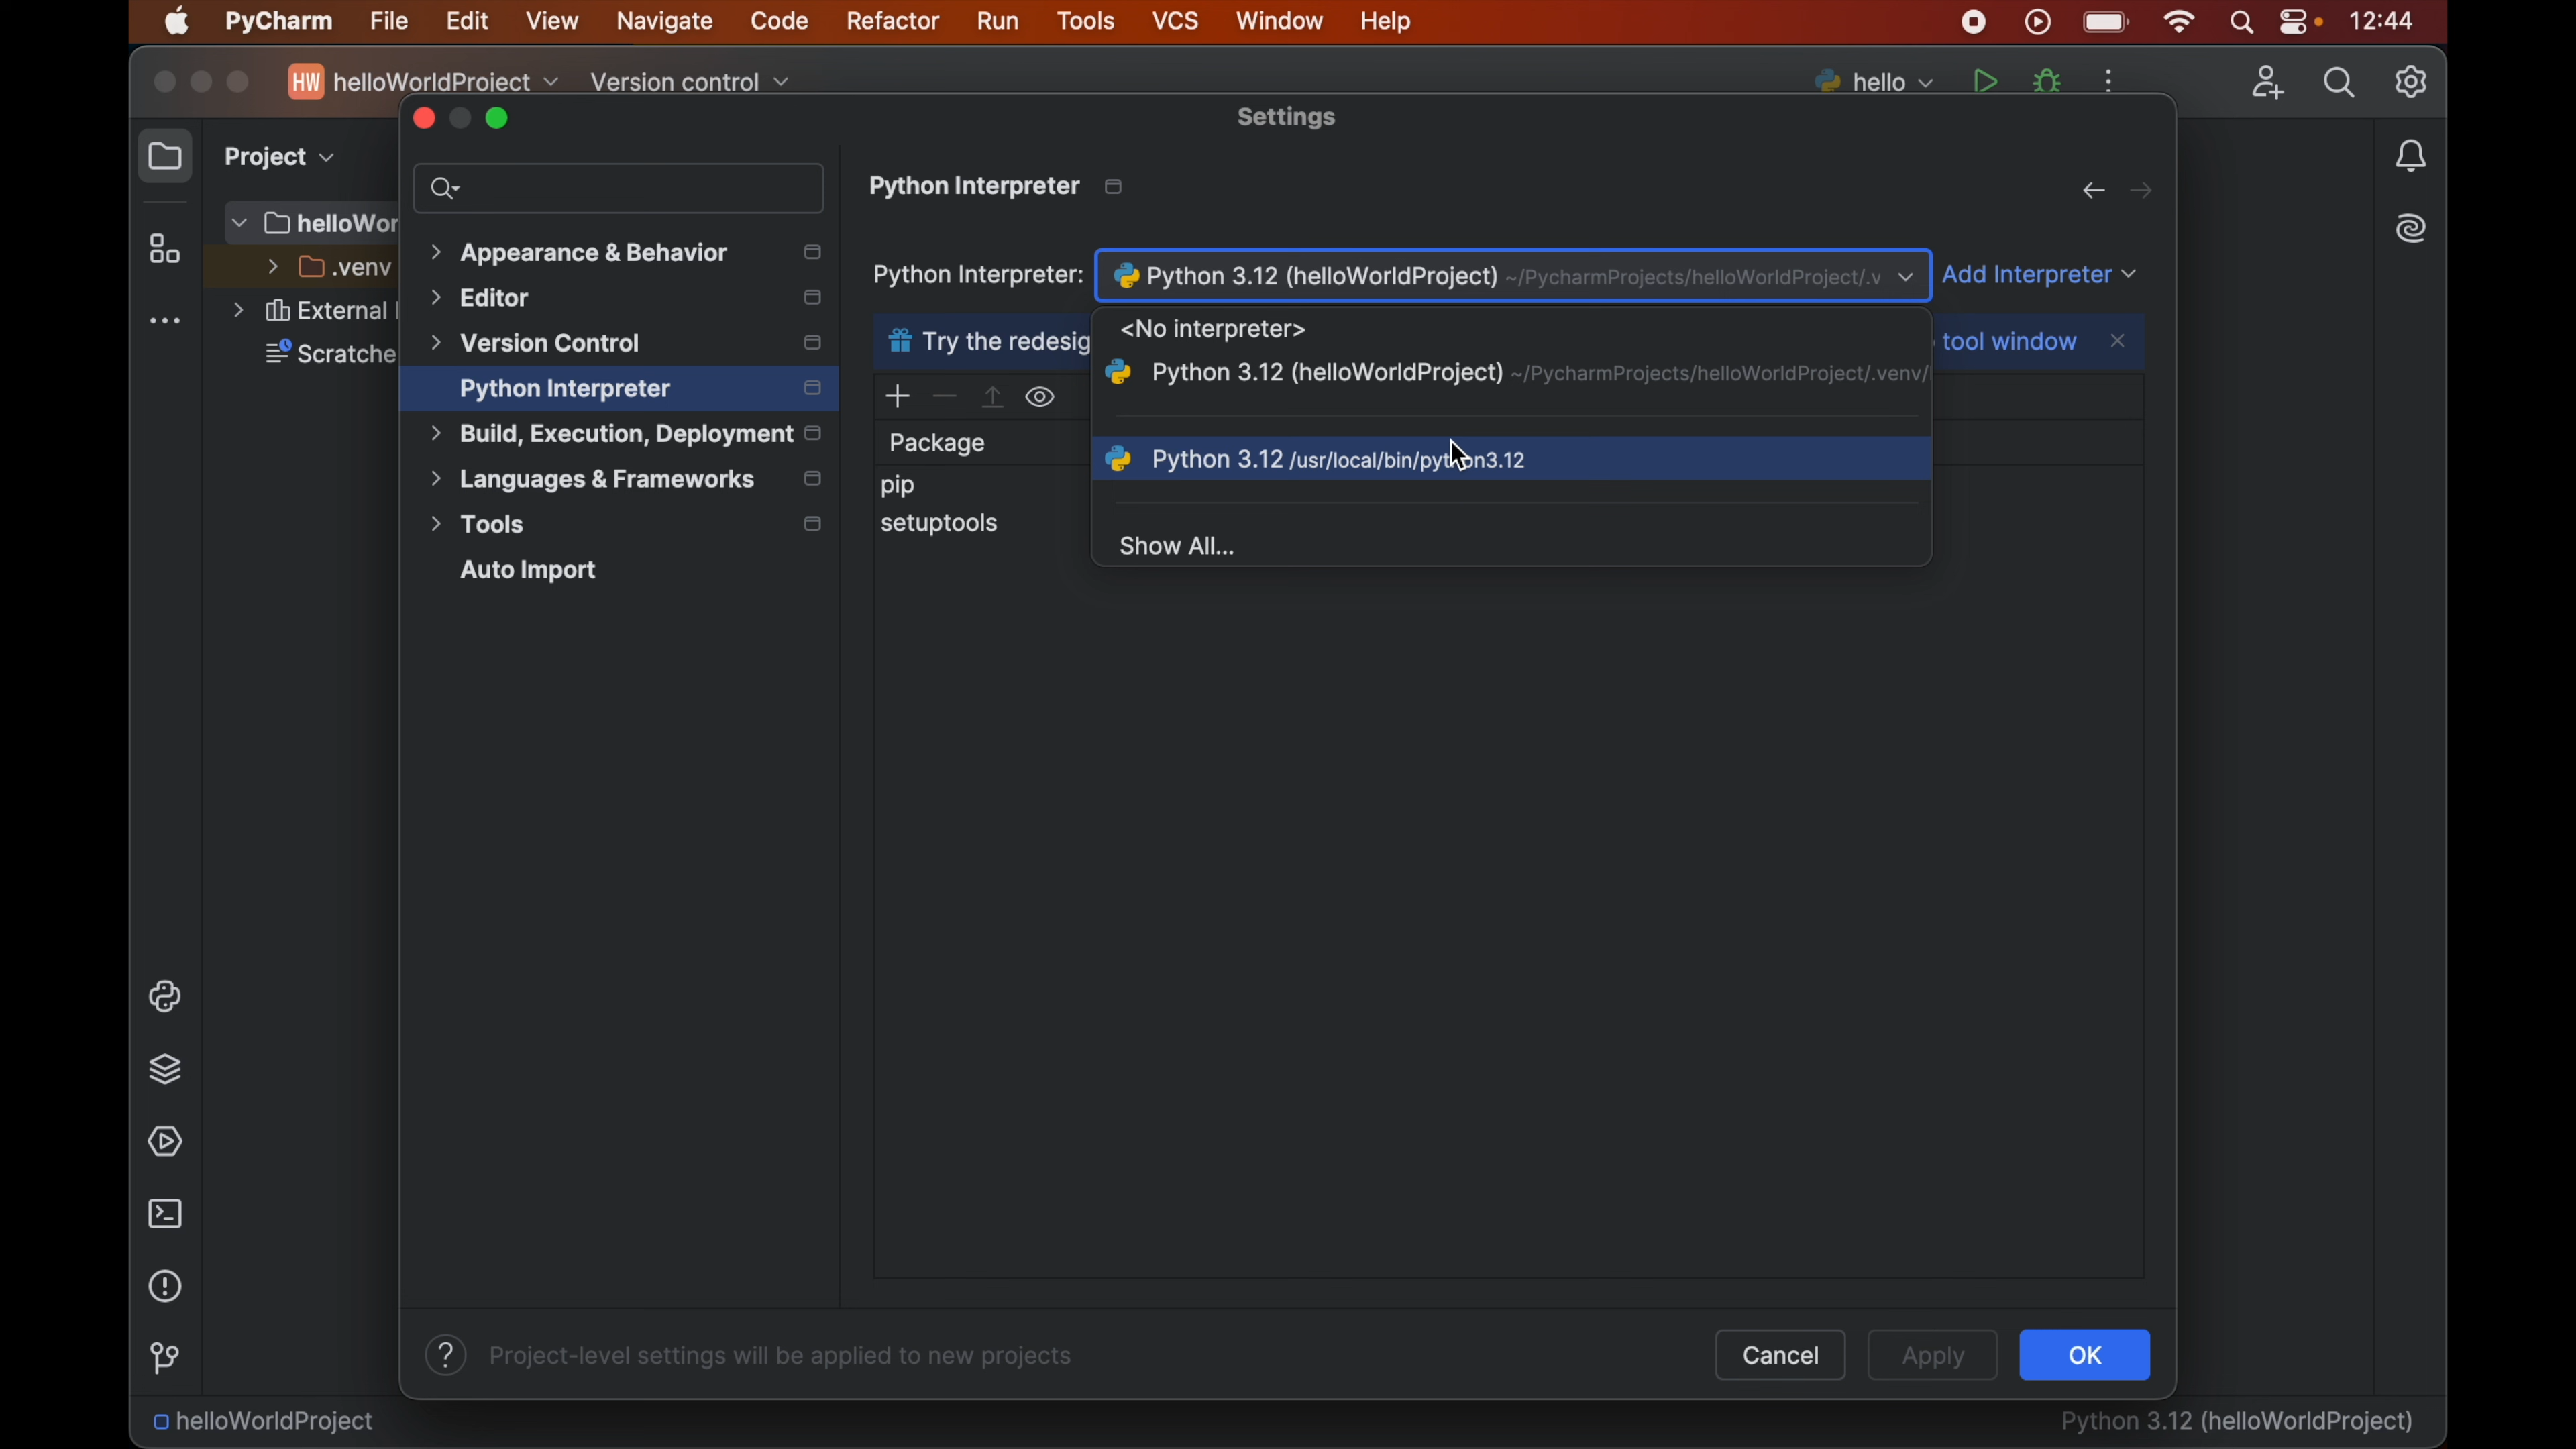 PyCharm File Edit View Navigate Code Refactor Run Tools VCS Window Help 12:44
HW helloWorldProject Version control hello
Settings
Project
helloWor
.venv
External
Scratche
Appearance & Behavior
Editor
Version Control
Python Interpreter
Build, Execution, Deployment
Languages & Frameworks
Tools
Auto Import
Python Interpreter
Python Interpreter: Python 3.12 (helloWorldProject) ~/PycharmProjects/helloWorldProject/.v Add Interpreter
Try the redesig tool window
<No interpreter>
Python 3.12 (helloWorldProject) ~/PycharmProjects/helloWorldProject/.venv/
Python 3.12 /usr/local/bin/python3.12
Show All...
Package
pip
setuptools
? Project-level settings will be applied to new projects
Cancel Apply OK
helloWorldProject Python 3.12 (helloWorldProject)